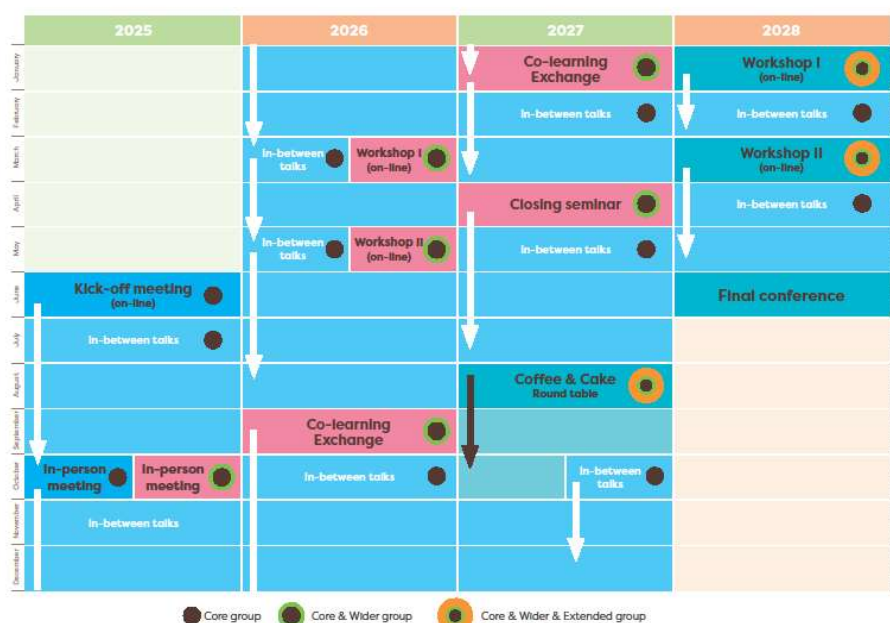 2025 2026 2027 2028
January
Co-learning
Exchange
Workshop I
(on-line)
February
In-between talks
In-between talks
March
In-between
talks
Workshop I
(on-line)
Workshop II
(on-line)
April
Closing seminar
In-between talks
May
In-between
talks
Workshop II
(on-line)
In-between talks
June
Kick-off meeting
(on-line)
Final conference
July
In-between talks
August
Coffee & Cake
Round table
September
Co-learning
Exchange
October
In-person
meeting
In-person
meeting
In-between talks
In-between
talks
November
In-between talks
December
Core group
Core & Wider group
Core & Wider & Extended group